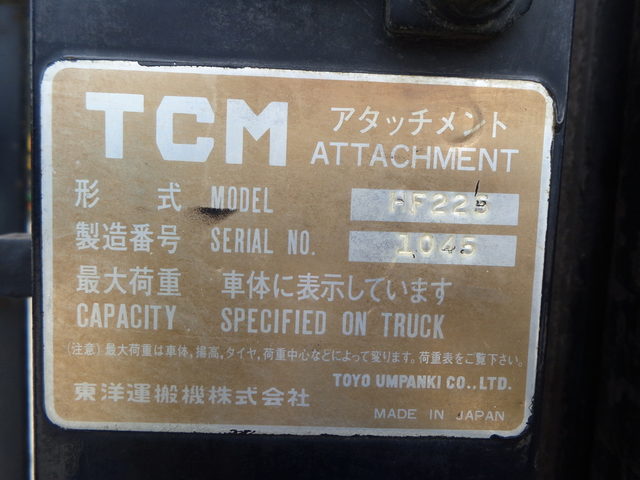 TCM アタッチメント
ATTACHMENT
形式 MODEL
製造番号 SERIAL NO. 1045
最大荷重 車体に表示しています
CAPACITY SPECIFIED ON TRUCK
(注意) 最大荷重は車体,揚高,タイヤ,荷重中心などによって変ります。荷重表をご覧下さい。
TOYO UMPANKI CO.,LTD.
東洋運搬機株式会社
MADE IN JAPAN